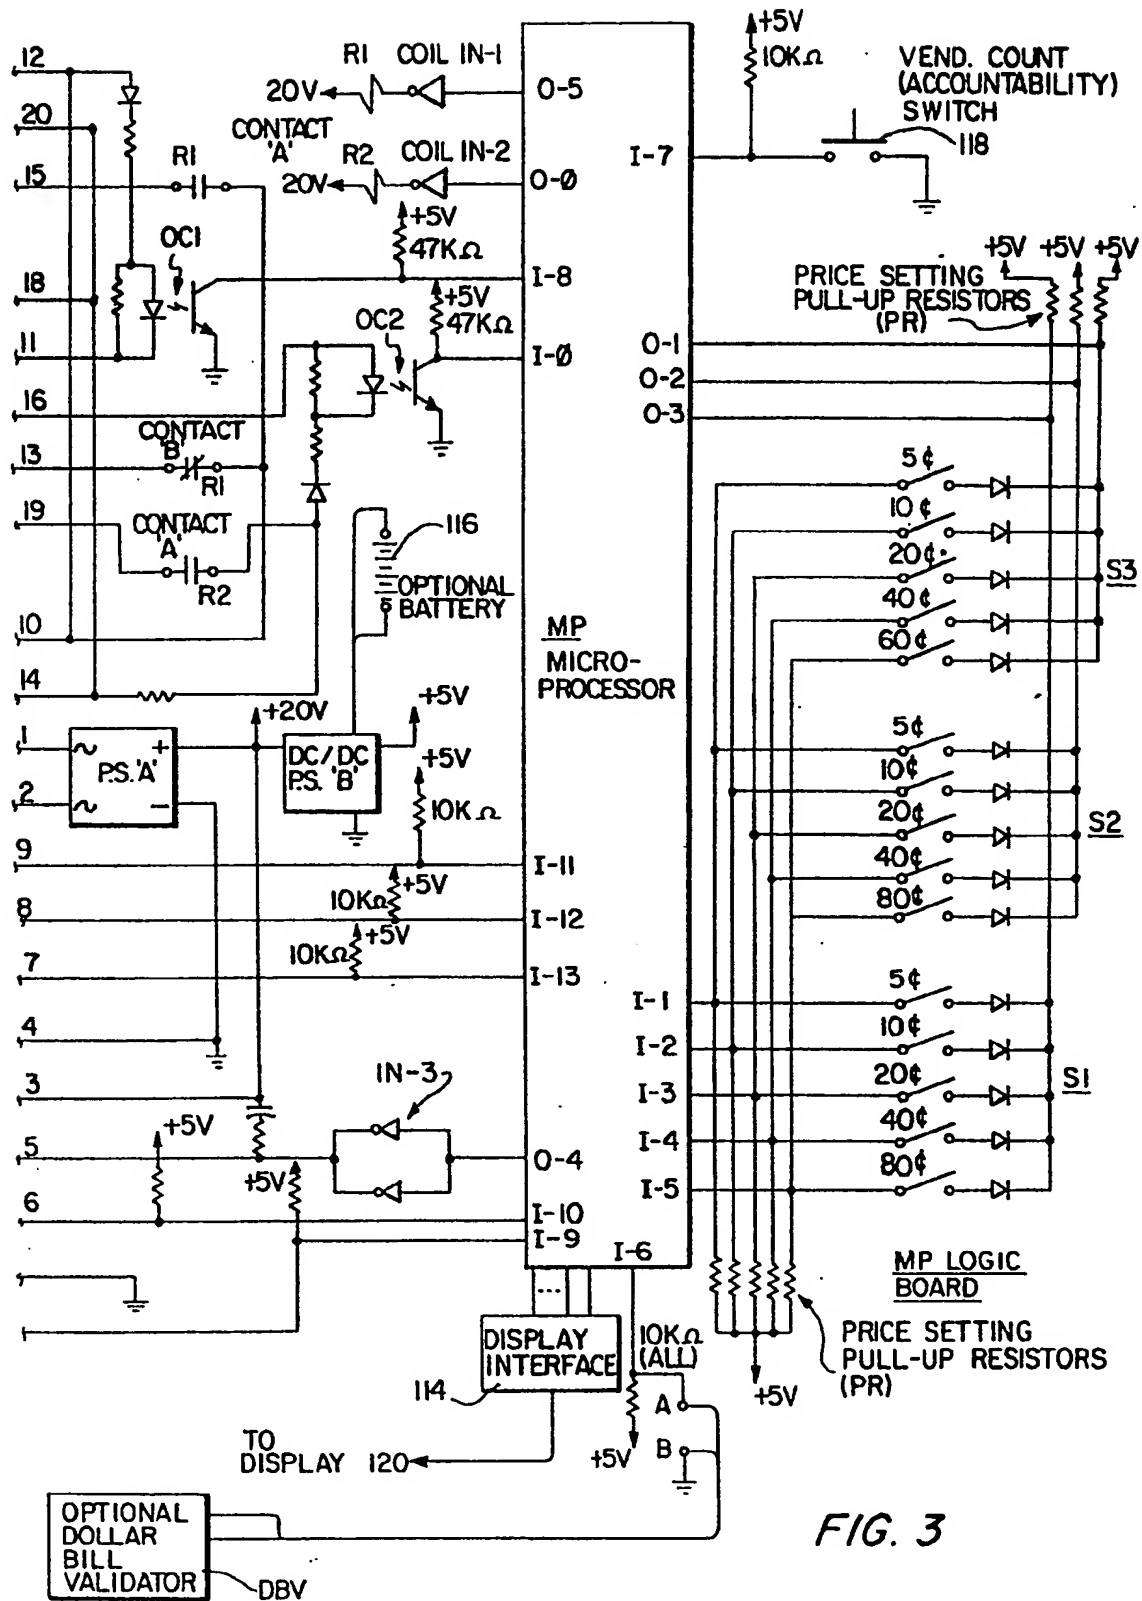 12
R1 COIL IN-1
20V
O-5
+5V
10KΩ
VEND. COUNT
(ACCOUNTABILITY)
SWITCH
118
20
CONTACT
'A'
R2 COIL IN-2
20V
O-0
I-7
15
R1
OC1
+5V
47KΩ
I-8
18
+5V
47KΩ
OC2
I-0
11
16
+5V +5V +5V
PRICE SETTING
PULL-UP RESISTORS
(PR)
O-1
O-2
O-3
CONTACT
'B'
13
R1
19
CONTACT
'A'
R2
116
OPTIONAL
BATTERY
10
14
MP
MICRO-
PROCESSOR
5¢
10¢
20¢
40¢
60¢
S3
+20V
+5V
1
P.S. 'A'
+
−
2
DC/DC
P.S. 'B'
+5V
10KΩ
5¢
10¢
20¢
40¢
80¢
S2
9
I-11
+5V
10KΩ
8
I-12
+5V
10KΩ
7
I-13
4
3
I-1
I-2
I-3
I-4
I-5
5¢
10¢
20¢
40¢
80¢
S1
IN-3
+5V
5
O-4
+5V
6
I-10
I-9
I-6
MP LOGIC
BOARD
DISPLAY
INTERFACE
114
10KΩ
(ALL)
A
B
+5V
PRICE SETTING
PULL-UP RESISTORS
(PR)
+5V
TO
DISPLAY 120
OPTIONAL
DOLLAR
BILL
VALIDATOR
DBV
FIG. 3